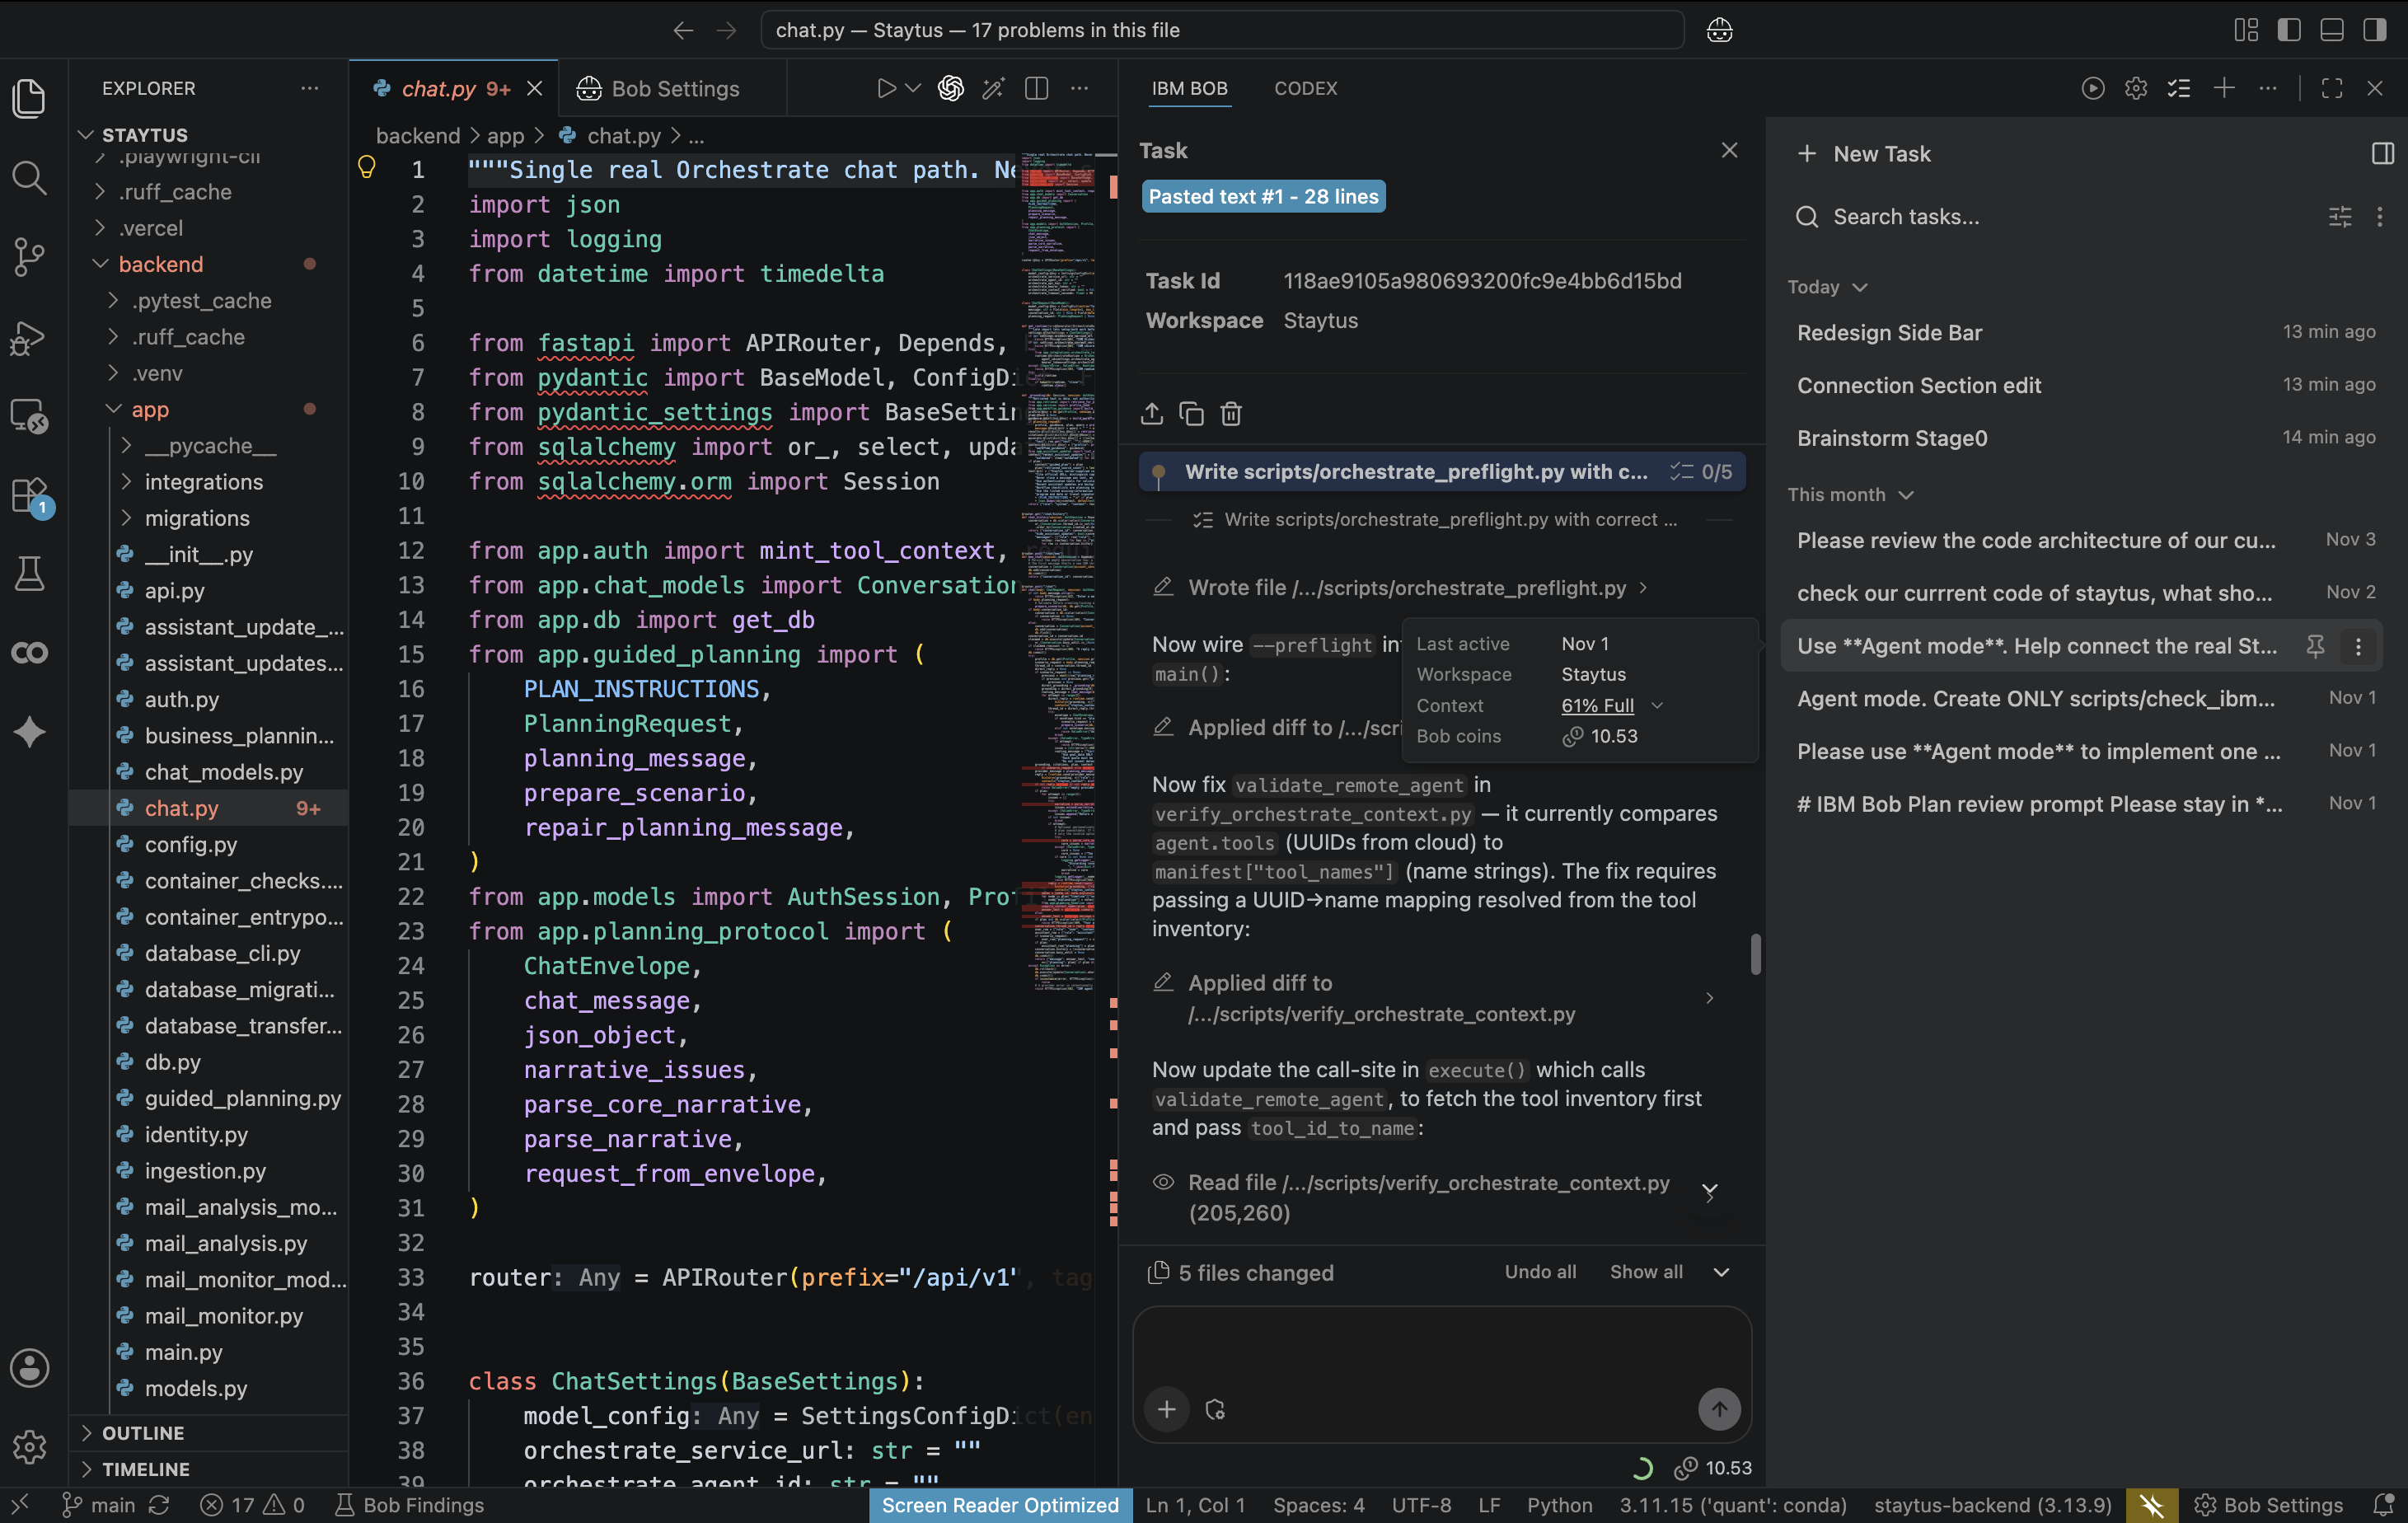 chat.py — Staytus — 17 problems in this file
EXPLORER
STAYTUS
.playwright-cli
.ruff_cache
.vercel
backend
.pytest_cache
.ruff_cache
.venv
app
__pycache__
integrations
migrations
__init__.py
api.py
assistant_update_...
assistant_updates...
auth.py
business_plannin...
chat_models.py
chat.py 9+
config.py
container_checks....
container_entrypo...
database_cli.py
database_migrati...
database_transfer...
db.py
guided_planning.py
identity.py
ingestion.py
mail_analysis_mo...
mail_analysis.py
mail_monitor_mod...
mail_monitor.py
main.py
models.py
OUTLINE
TIMELINE
1
chat.py 9+
Bob Settings
backend > app > chat.py > ...
1 """Single real Orchestrate chat path. Ne
2 import json
3 import logging
4 from datetime import timedelta
5
6 from fastapi import APIRouter, Depends,
7 from pydantic import BaseModel, ConfigDi
8 from pydantic_settings import BaseSettin
9 from sqlalchemy import or_, select, upda
10 from sqlalchemy.orm import Session
11
12 from app.auth import mint_tool_context,
13 from app.chat_models import Conversation
14 from app.db import get_db
15 from app.guided_planning import (
16 PLAN_INSTRUCTIONS,
17 PlanningRequest,
18 planning_message,
19 prepare_scenario,
20 repair_planning_message,
21 )
22 from app.models import AuthSession, Prof
23 from app.planning_protocol import (
24 ChatEnvelope,
25 chat_message,
26 json_object,
27 narrative_issues,
28 parse_core_narrative,
29 parse_narrative,
30 request_from_envelope,
31 )
32
33 router: Any = APIRouter(prefix="/api/v1", tag
34
35
36 class ChatSettings(BaseSettings):
37 model_config: Any = SettingsConfigDict(en
38 orchestrate_service_url: str = ""
39 orchestrate_agent_id: str = ""
IBM BOB
CODEX
Task
Pasted text #1 - 28 lines
Task Id 118ae9105a980693200fc9e4bb6d15bd
Workspace Staytus
Write scripts/orchestrate_preflight.py with c... 0/5
Write scripts/orchestrate_preflight.py with correct ...
Wrote file /.../scripts/orchestrate_preflight.py
Now wire --preflight int
main():
Applied diff to /.../scri
Last active Nov 1
Workspace Staytus
Context 61% Full
Bob coins 10.53
Now fix validate_remote_agent in
verify_orchestrate_context.py — it currently compares
agent.tools (UUIDs from cloud) to
manifest["tool_names"] (name strings). The fix requires
passing a UUID→name mapping resolved from the tool
inventory:
Applied diff to
/.../scripts/verify_orchestrate_context.py
Now update the call-site in execute() which calls
validate_remote_agent, to fetch the tool inventory first
and pass tool_id_to_name:
Read file /.../scripts/verify_orchestrate_context.py
(205,260)
5 files changed
Undo all
Show all
10.53
New Task
Search tasks...
Today
Redesign Side Bar 13 min ago
Connection Section edit 13 min ago
Brainstorm Stage0 14 min ago
This month
Please review the code architecture of our cu... Nov 3
check our currrent code of staytus, what sho... Nov 2
Use **Agent mode**. Help connect the real St...
Agent mode. Create ONLY scripts/check_ibm... Nov 1
Please use **Agent mode** to implement one ... Nov 1
# IBM Bob Plan review prompt Please stay in *... Nov 1
main
17
0
Bob Findings
Screen Reader Optimized
Ln 1, Col 1
Spaces: 4
UTF-8
LF
Python
3.11.15 ('quant': conda)
staytus-backend (3.13.9)
Bob Settings